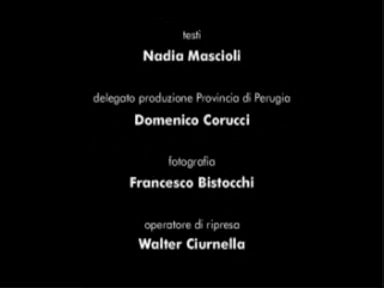 testi
Nadia Mascioli
delegato produzione Provincia di Perugia
Domenico Corucci
fotografia
Francesco Bistocchi
operatore di ripresa
Walter Ciurnella